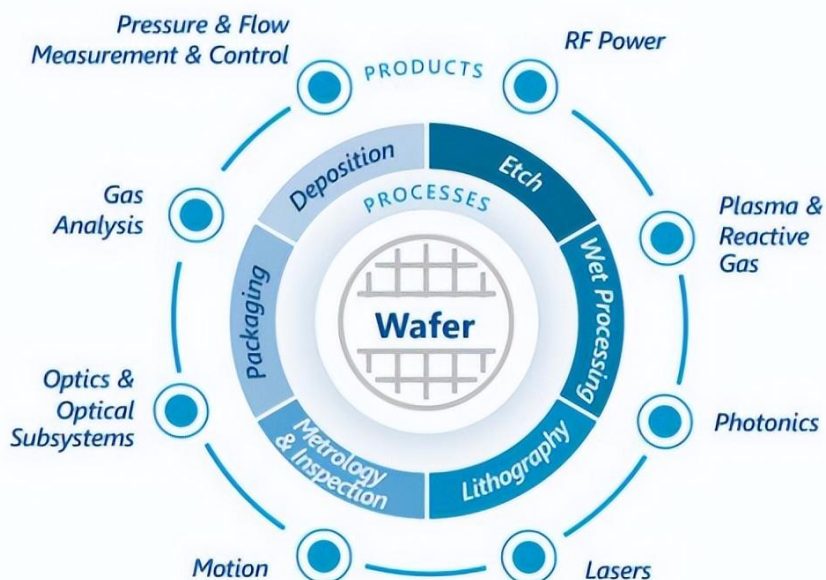 Pressure & Flow
Measurement & Control
PRODUCTS
RF Power
Deposition
Etch
PROCESSES
Gas
Analysis
Plasma &
Reactive
Gas
Packaging
Wafer
Wet Processing
Optics &
Optical
Subsystems
Photonics
Metrology
& Inspection
Lithography
Motion
Lasers